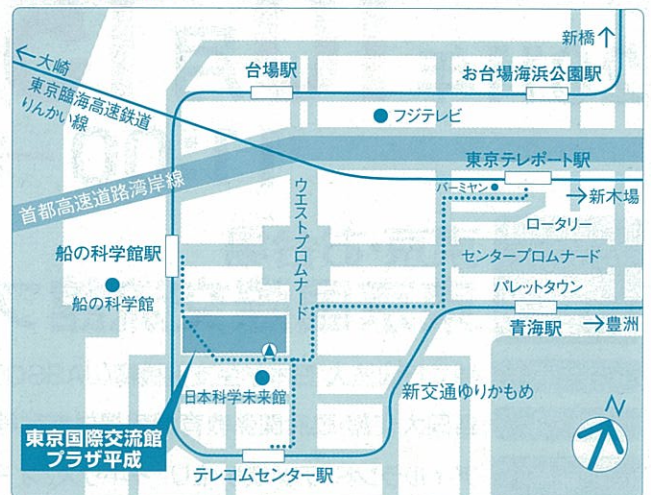 新橋↑
←大崎
東京臨海高速鉄道
りんかい線
台場駅
お台場海浜公園駅
フジテレビ
東京テレポート駅
バーミヤン
→新木場
首都高速道路湾岸線
ウエストプロムナード
ロータリー
船の科学館駅
センタープロムナード
船の科学館
パレットタウン
青海駅
→豊洲
日本科学未来館
新交通ゆりかもめ
N
東京国際交流館
プラザ平成
テレコムセンター駅